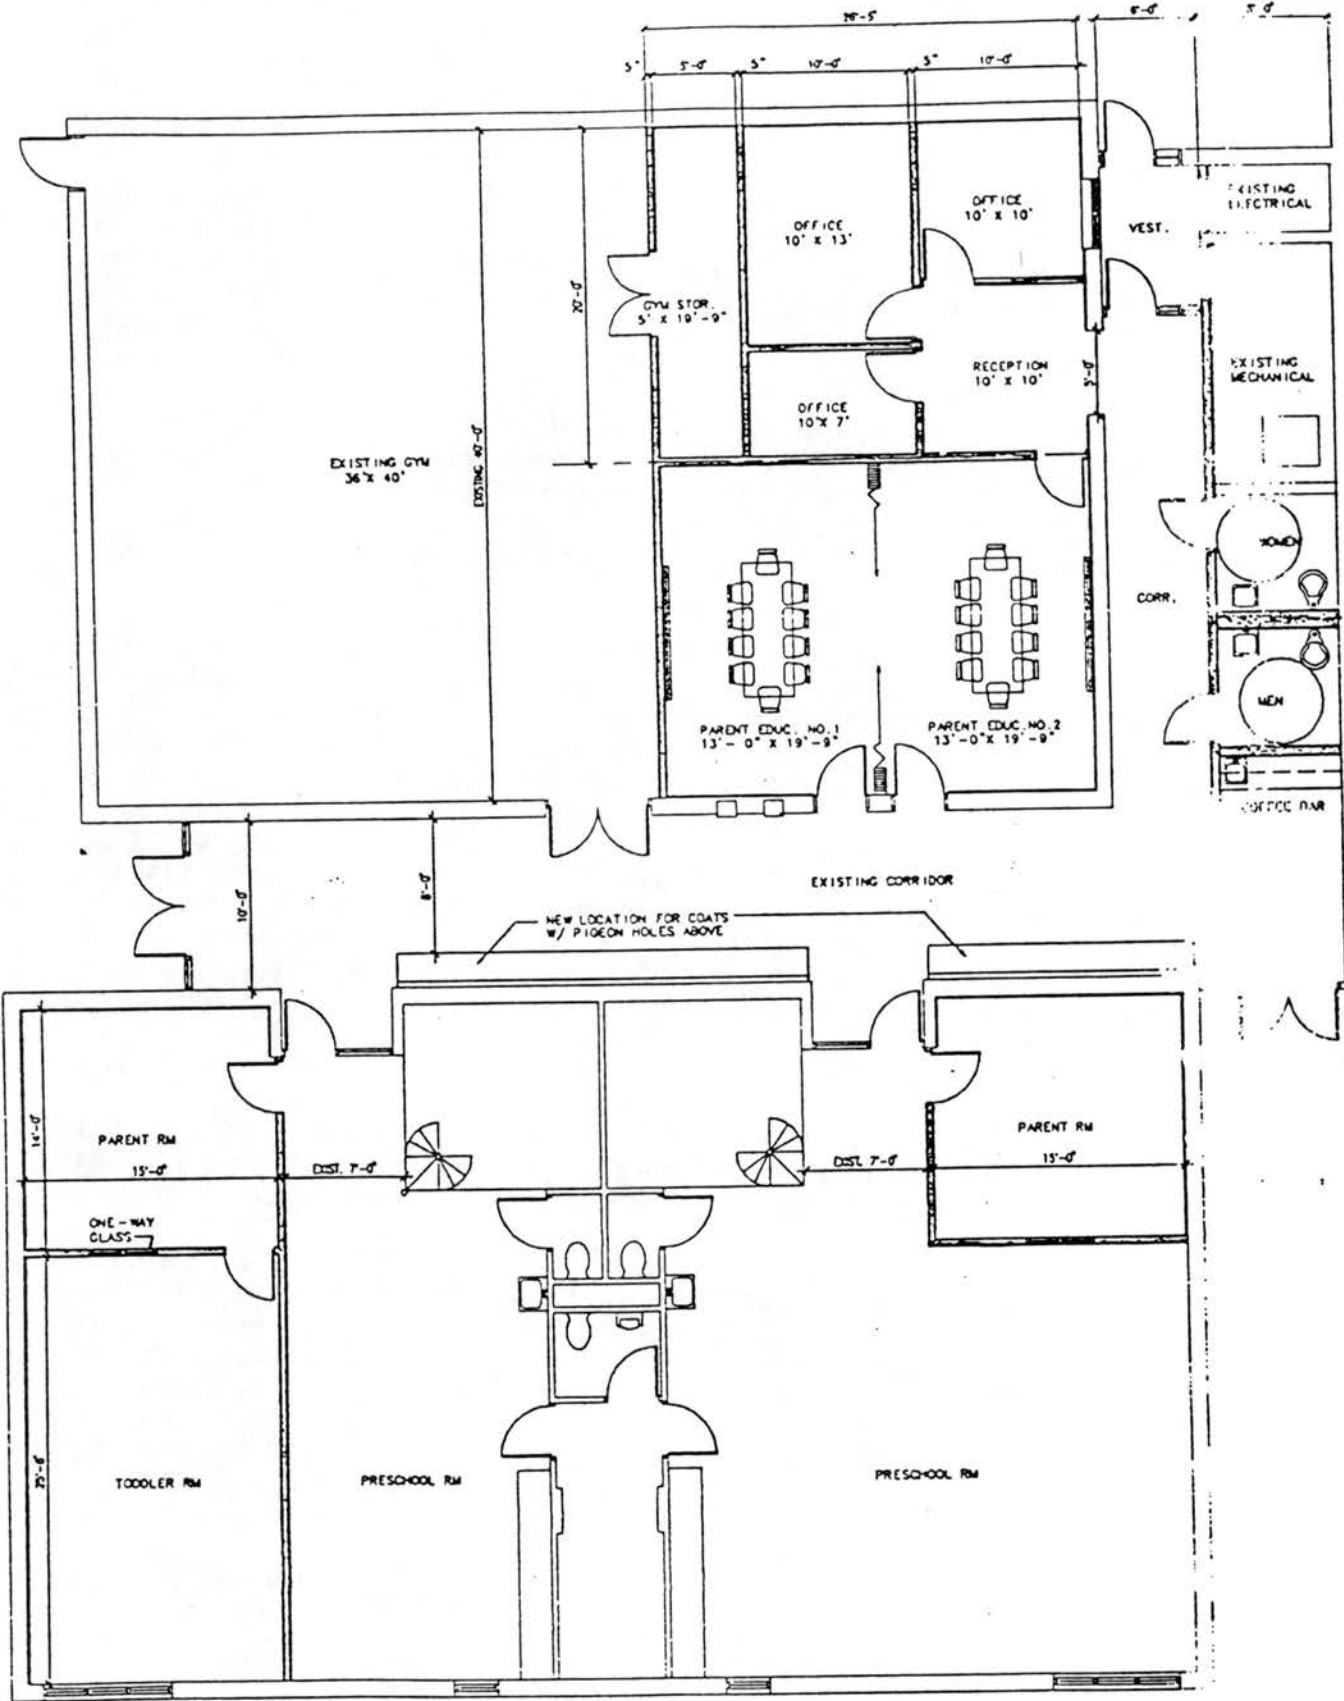 26'-5"
6'-0"
5'-0"
5"
5'-0"
5"
10'-0"
5"
10'-0"
OFFICE
10' X 10'
OFFICE
10' X 13'
VEST.
EXISTING
ELECTRICAL
20'-0"
GYM STOR.
5' X 19'-9"
RECEPTION
10' X 10'
5'-0"
EXISTING
MECHANICAL
OFFICE
10'X 7'
EXISTING GYM
36'X 40'
EXISTING 40'-0"
WOMEN
CORR.
MEN
PARENT EDUC. NO.1
13'- 0" X 19'-9"
PARENT EDUC. NO.2
13'-0"X 19'-9"
COFFEE BAR
EXISTING CORRIDOR
10'-0"
8'-0"
NEW LOCATION FOR COATS
W/ PIGEON HOLES ABOVE
14'-0"
PARENT RM
15'-0"
EXIST. 7'-0"
EXIST. 7'-0"
PARENT RM
15'-0"
ONE-WAY
GLASS
25'-6"
TODDLER RM
PRESCHOOL RM
PRESCHOOL RM